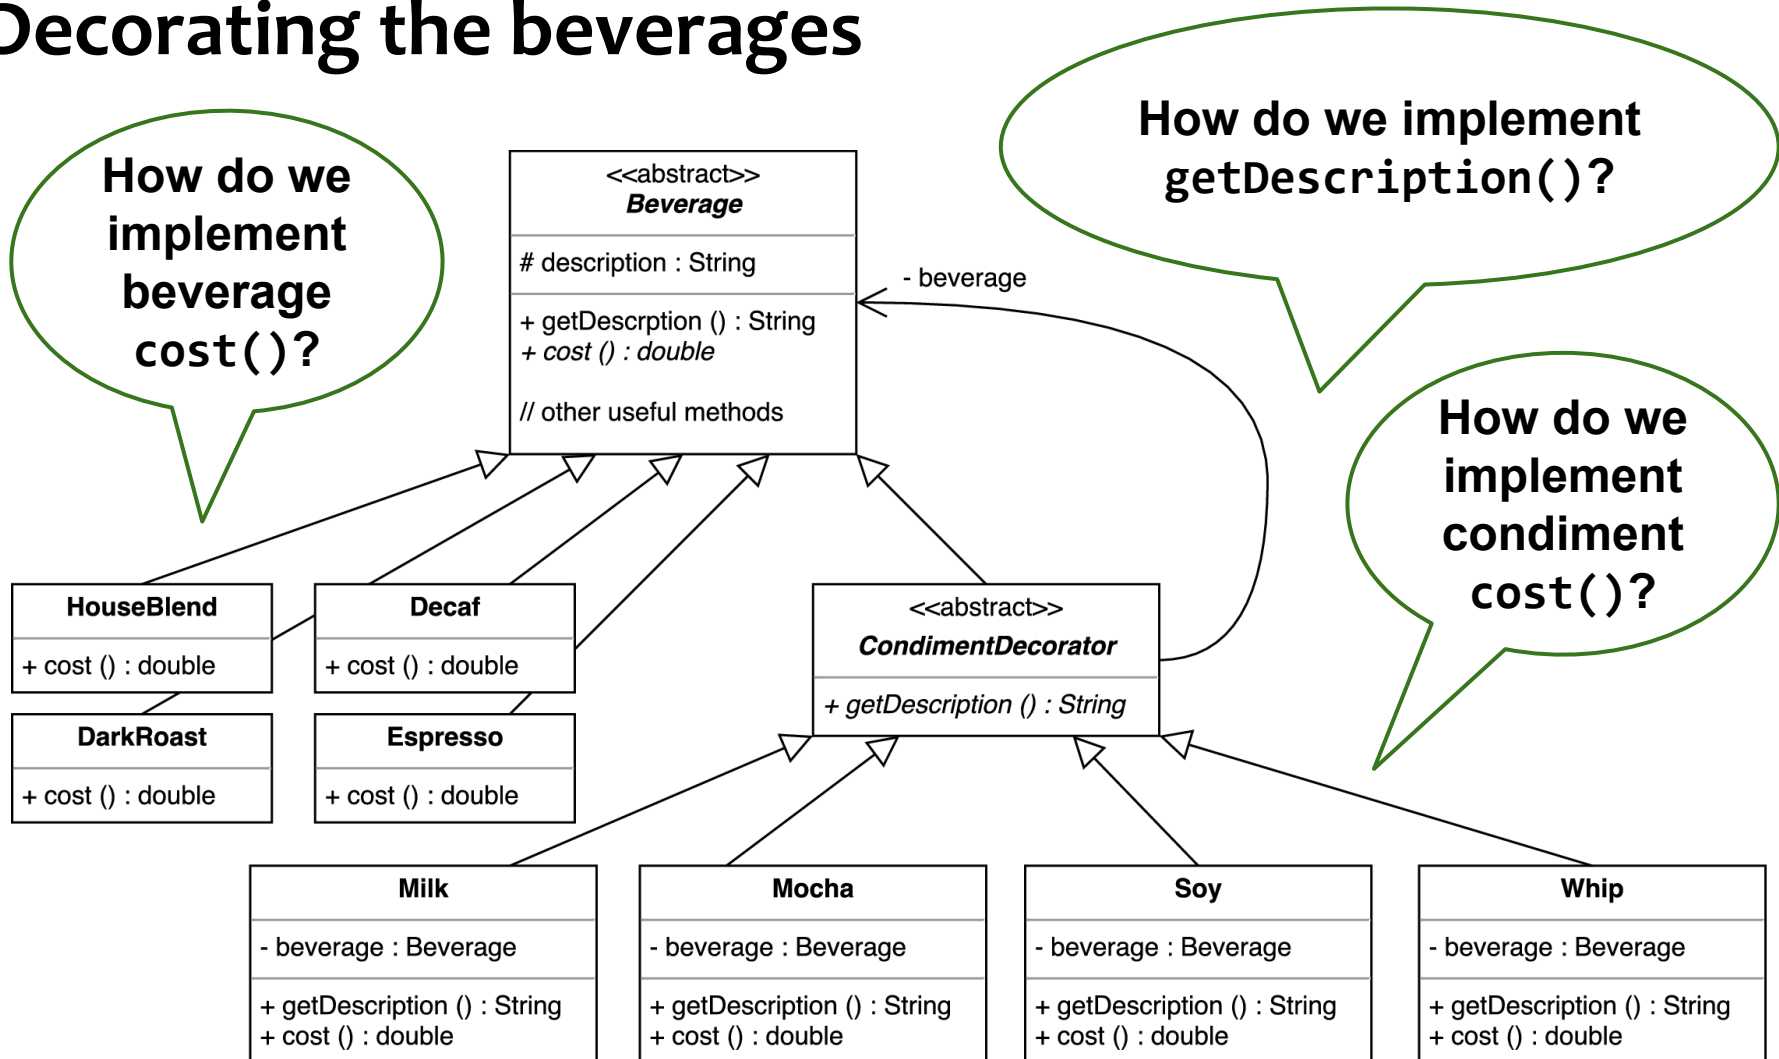 Decorating the beverages
How do we
implement
beverage
cost()?
How do we implement
getDescription()?
How do we
implement
condiment
cost()?
<<abstract>>
Beverage
# description : String
+ getDescrption () : String
+ cost () : double
// other useful methods
- beverage
HouseBlend
+ cost () : double
Decaf
+ cost () : double
DarkRoast
+ cost () : double
Espresso
+ cost () : double
<<abstract>>
CondimentDecorator
+ getDescription () : String
Milk
- beverage : Beverage
+ getDescription () : String
+ cost () : double
Mocha
- beverage : Beverage
+ getDescription () : String
+ cost () : double
Soy
- beverage : Beverage
+ getDescription () : String
+ cost () : double
Whip
- beverage : Beverage
+ getDescription () : String
+ cost () : double